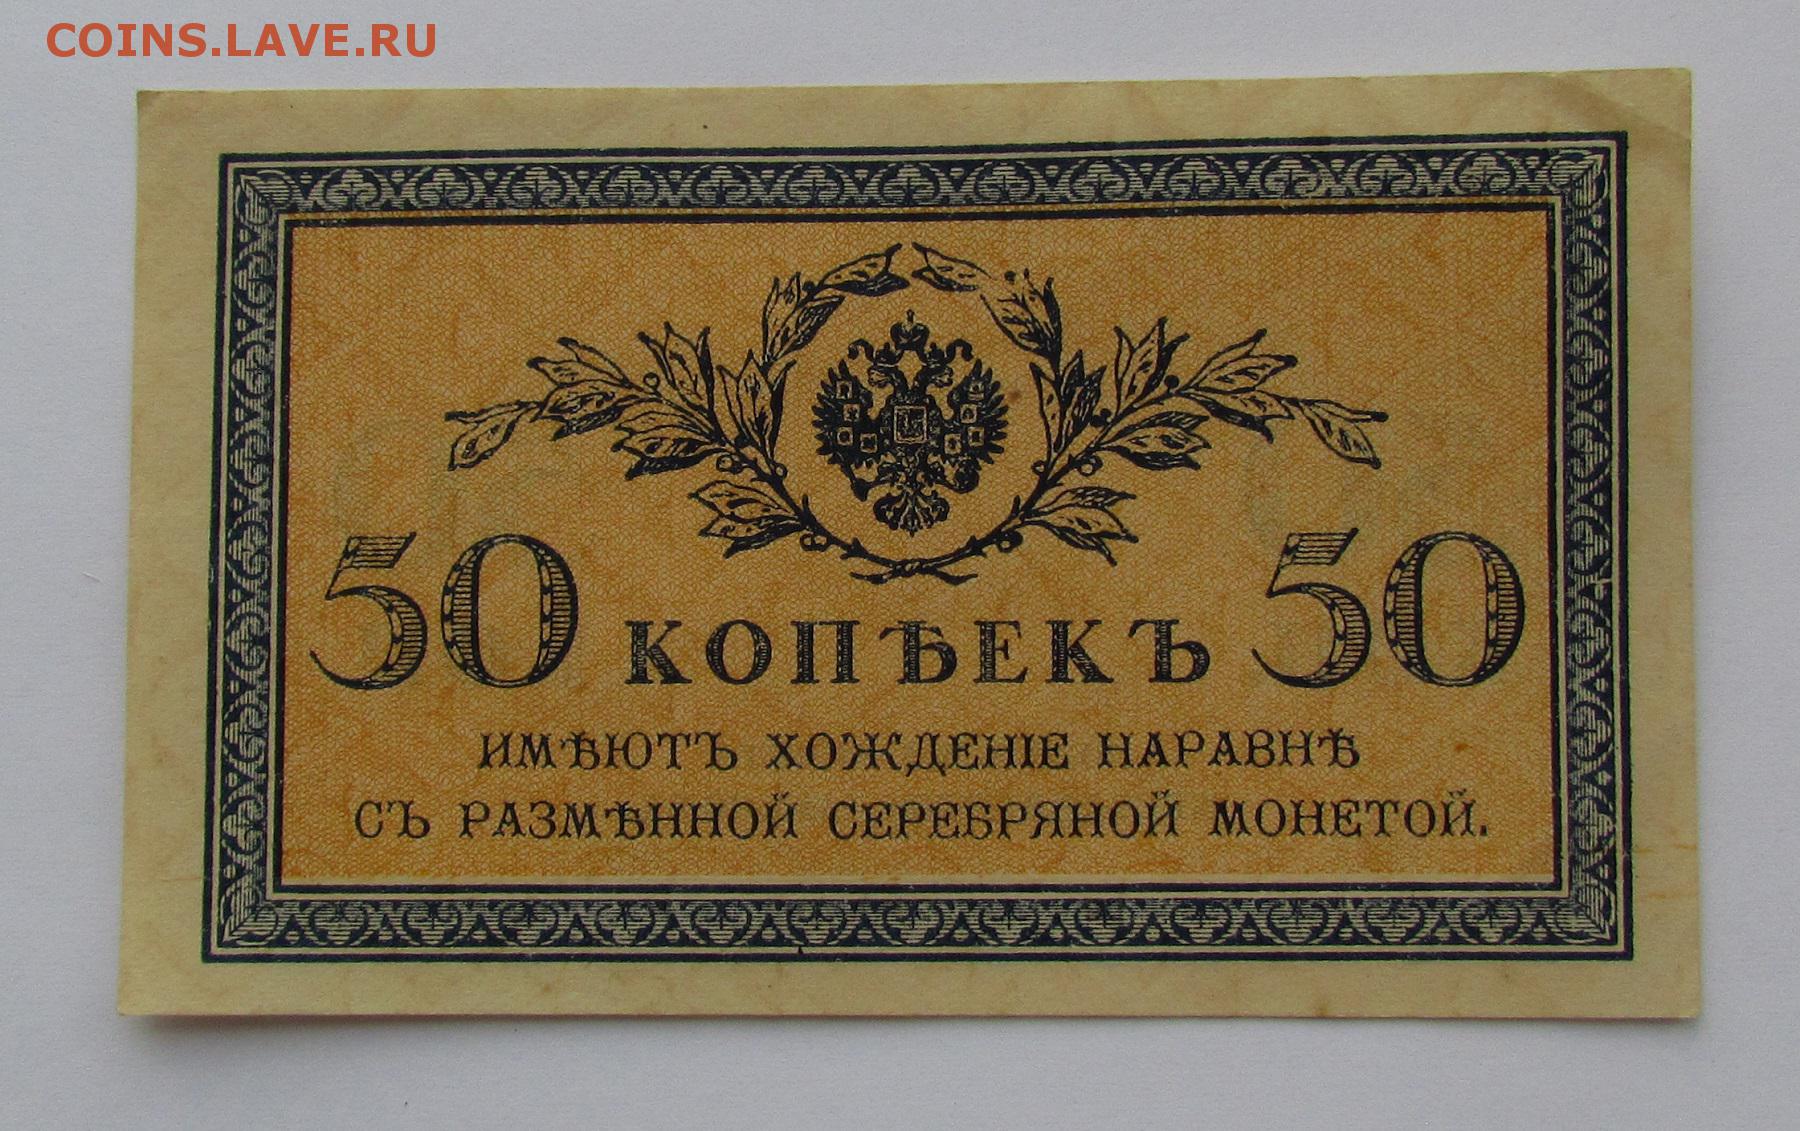 COINS.LAVE.RU
50 КОПѢЕКЪ 50
ИМѢЮТЪ ХОЖДЕНІЕ НАРАВНѢ
СЪ РАЗМѢННОЙ СЕРЕБРЯНОЙ МОНЕТОЙ.